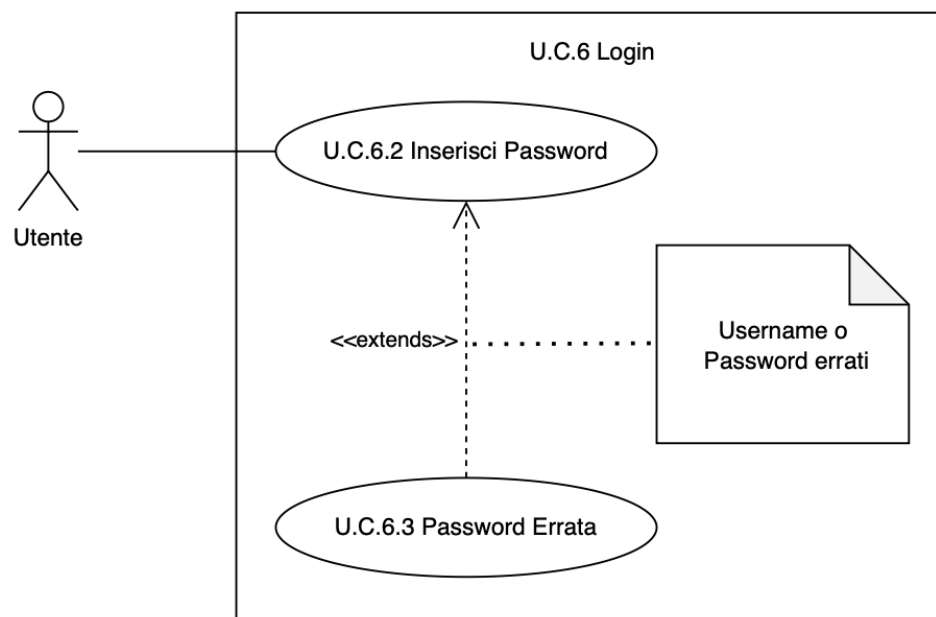 U.C.6 Login
U.C.6.2 Inserisci Password
Utente
<<extends>>
Username o
Password errati
U.C.6.3 Password Errata